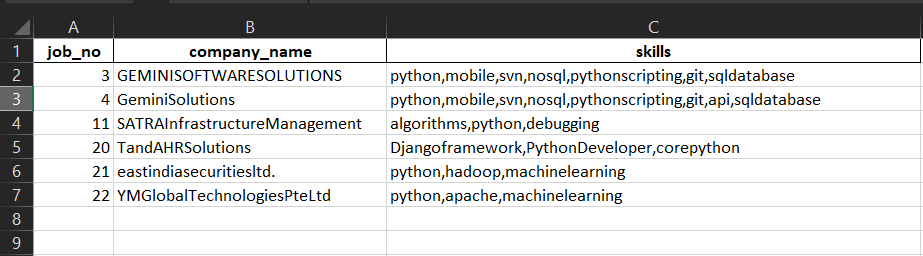 A B C
1 job_no company_name skills
2 3 GEMINISOFTWARESOLUTIONS python,mobile,svn,nosql,pythonscripting,git,sqldatabase
3 4 GeminiSolutions python,mobile,svn,nosql,pythonscripting,git,api,sqldatabase
4 11 SATRAInfrastructureManagement algorithms,python,debugging
5 20 TandAHRSolutions Djangoframework,PythonDeveloper,corepython
6 21 eastindiasecuritiesltd. python,hadoop,machinelearning
7 22 YMGlobalTechnologiesPteLtd python,apache,machinelearning
8
9